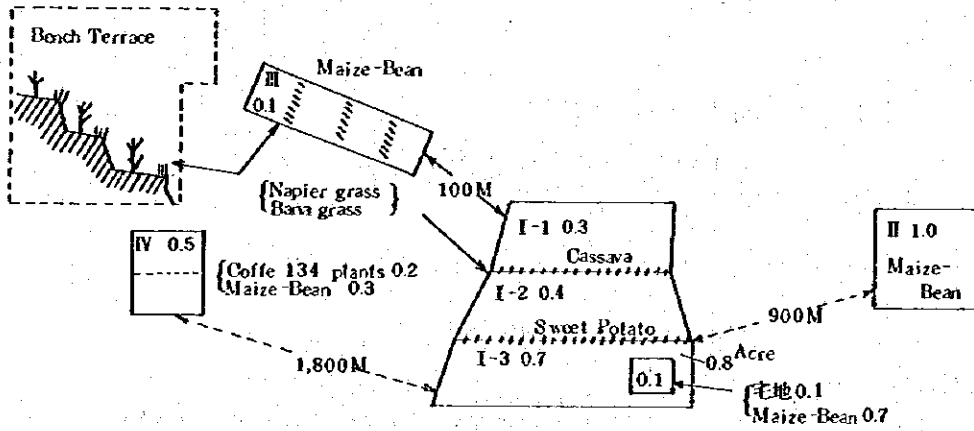 Bench Terrace
Maize-Bean
III
0.1
Napier grass
Bana grass
100M
I-1 0.3
Cassava
I-2 0.4
Sweet Potato
I-3 0.7
0.1
0.8 Acre
宅地 0.1
Maize-Bean 0.7
II 1.0
Maize-
Bean
900M
IV 0.5
Coffe 134 plants 0.2
Maize-Bean 0.3
1,800M